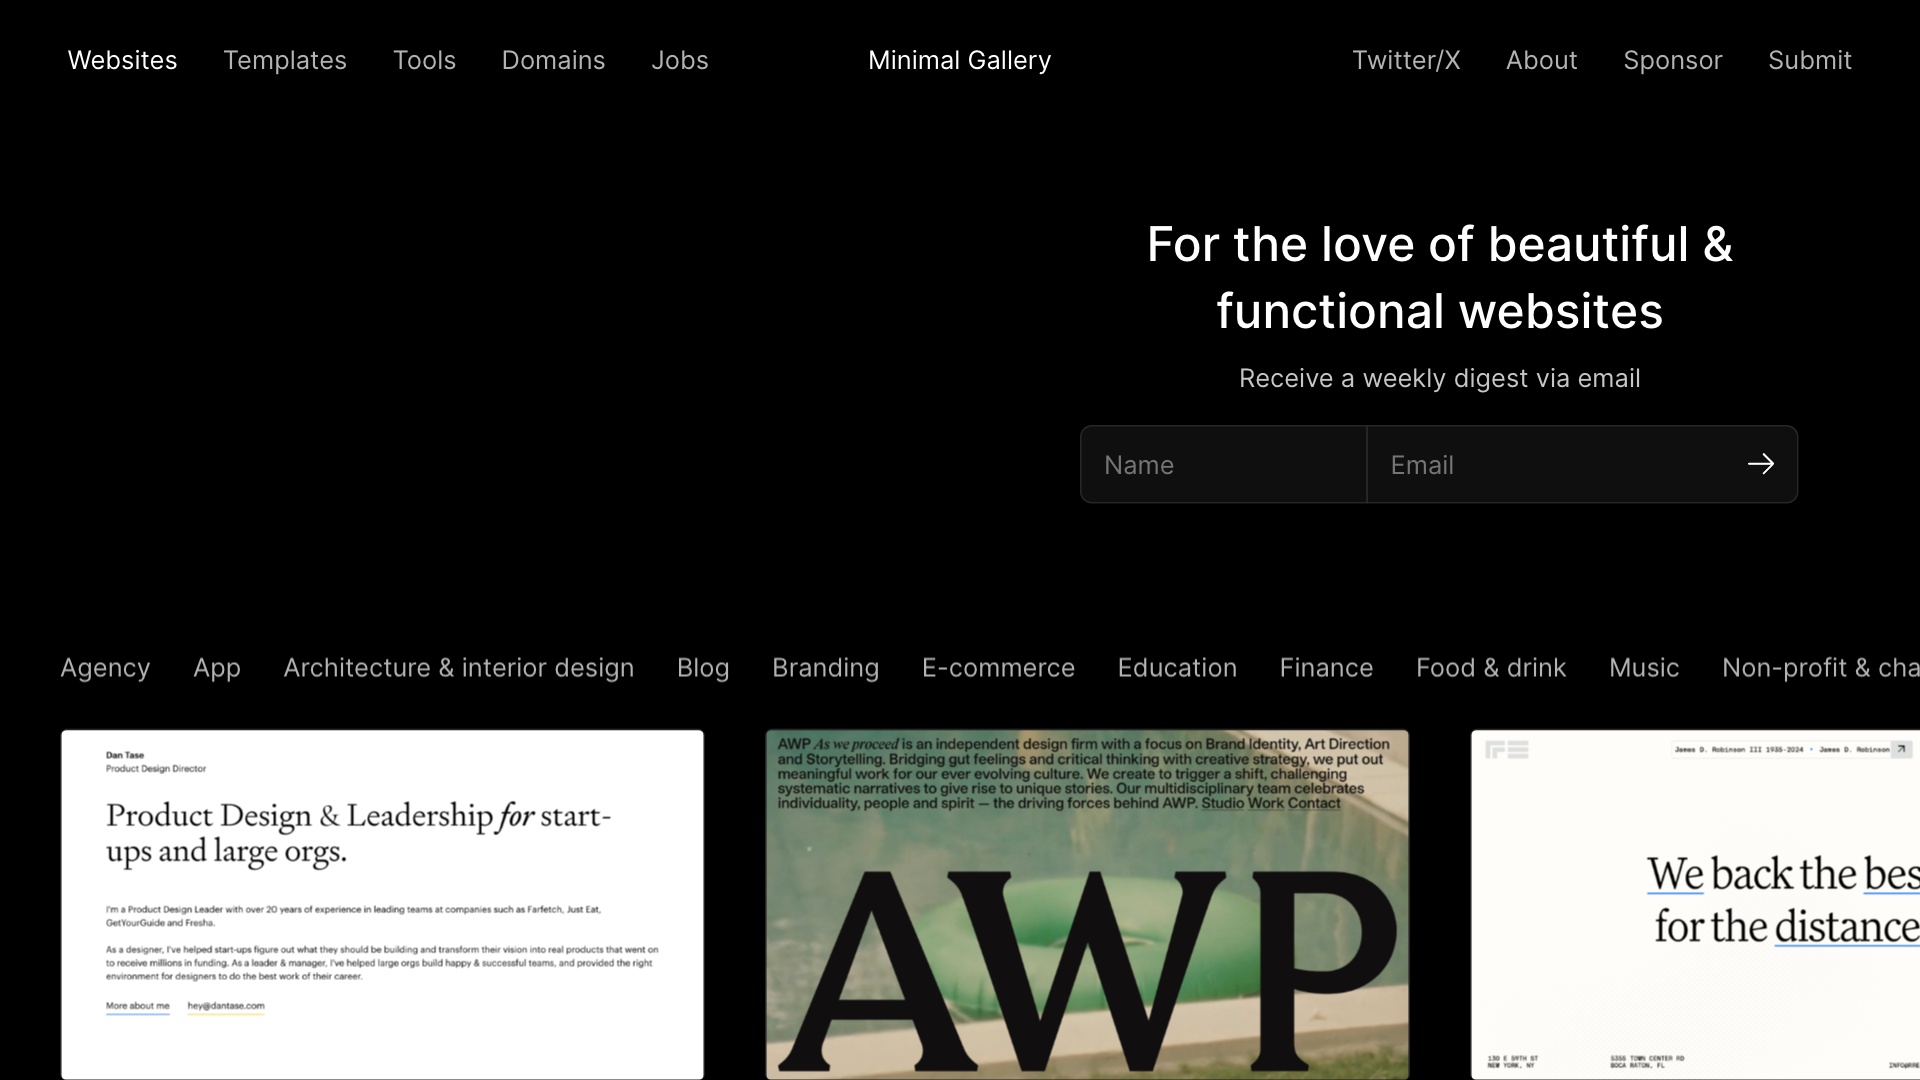 Websites Templates Tools Domains Jobs Minimal Gallery Twitter/X About Sponsor Submit
For the love of beautiful &
functional websites
Receive a weekly digest via email
Name Email
Agency App Architecture & interior design Blog Branding E-commerce Education Finance Food & drink Music Non-profit & cha
Dan Tase
Product Design Director
Product Design & Leadership for start-
ups and large orgs.
I'm a Product Design Leader with over 20 years of experience in leading teams at companies such as Farfetch, Just Eat,
GetYourGuide and Fresha.
As a designer, I've helped start-ups figure out what they should be building and transform their vision into real products that went on
to receive millions in funding. As a leader & manager, I've helped large orgs build happy & successful teams, and provided the right
environment for designers to do the best work of their career.
More about me hey@dantase.com
AWP As we proceed is an independent design firm with a focus on Brand Identity, Art Direction
and Storytelling. Bridging gut feelings and critical thinking with creative strategy, we put out
meaningful work for our ever evolving culture. We create to trigger a shift, challenging
systematic narratives to give rise to unique stories. Our multidisciplinary team celebrates
individuality, people and spirit — the driving forces behind AWP. Studio Work Contact
AWP
James D. Robinson III 1935-2024 • James D. Robinson
We back the bes
for the distance
130 E 59TH ST
NEW YORK, NY
5355 TOWN CENTER RD
BOCA RATON, FL